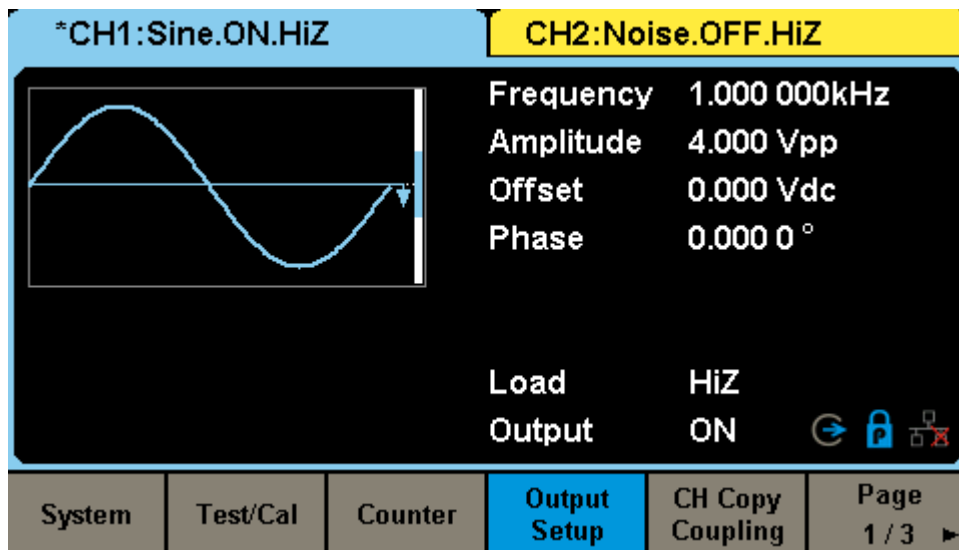 *CH1:Sine.ON.HiZ
CH2:Noise.OFF.HiZ
Frequency 1.000 000kHz
Amplitude 4.000 Vpp
Offset 0.000 Vdc
Phase 0.000 0 °
Load HiZ
Output ON
P
System
Test/Cal
Counter
Output
Setup
CH Copy
Coupling
Page
1 / 3